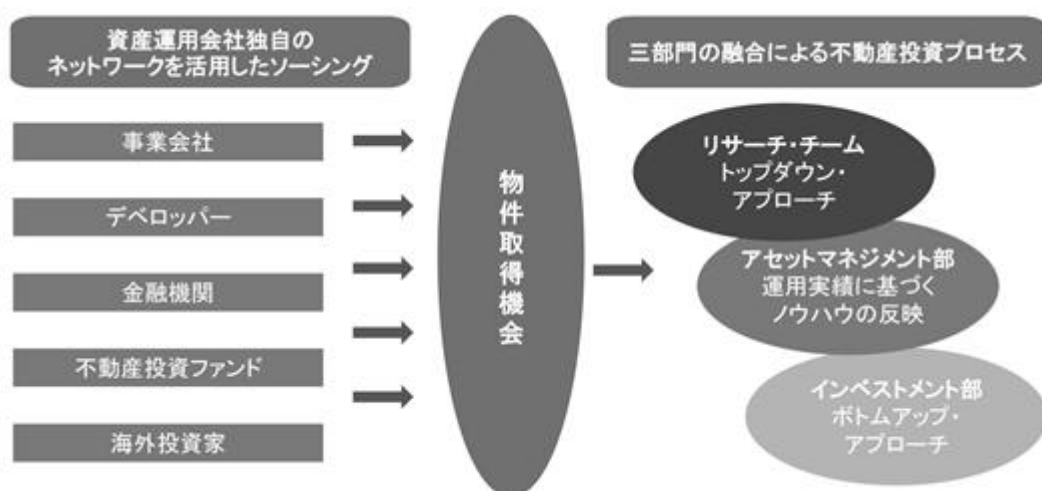 資産運用会社独自の
ネットワークを活用したソーシング
事業会社
デベロッパー
金融機関
不動産投資ファンド
海外投資家
物件取得機会
三部門の融合による不動産投資プロセス
リサーチ・チーム
トップダウン・
アプローチ
アセットマネジメント部
運用実績に基づく
ノウハウの反映
インベストメント部
ボトムアップ・
アプローチ